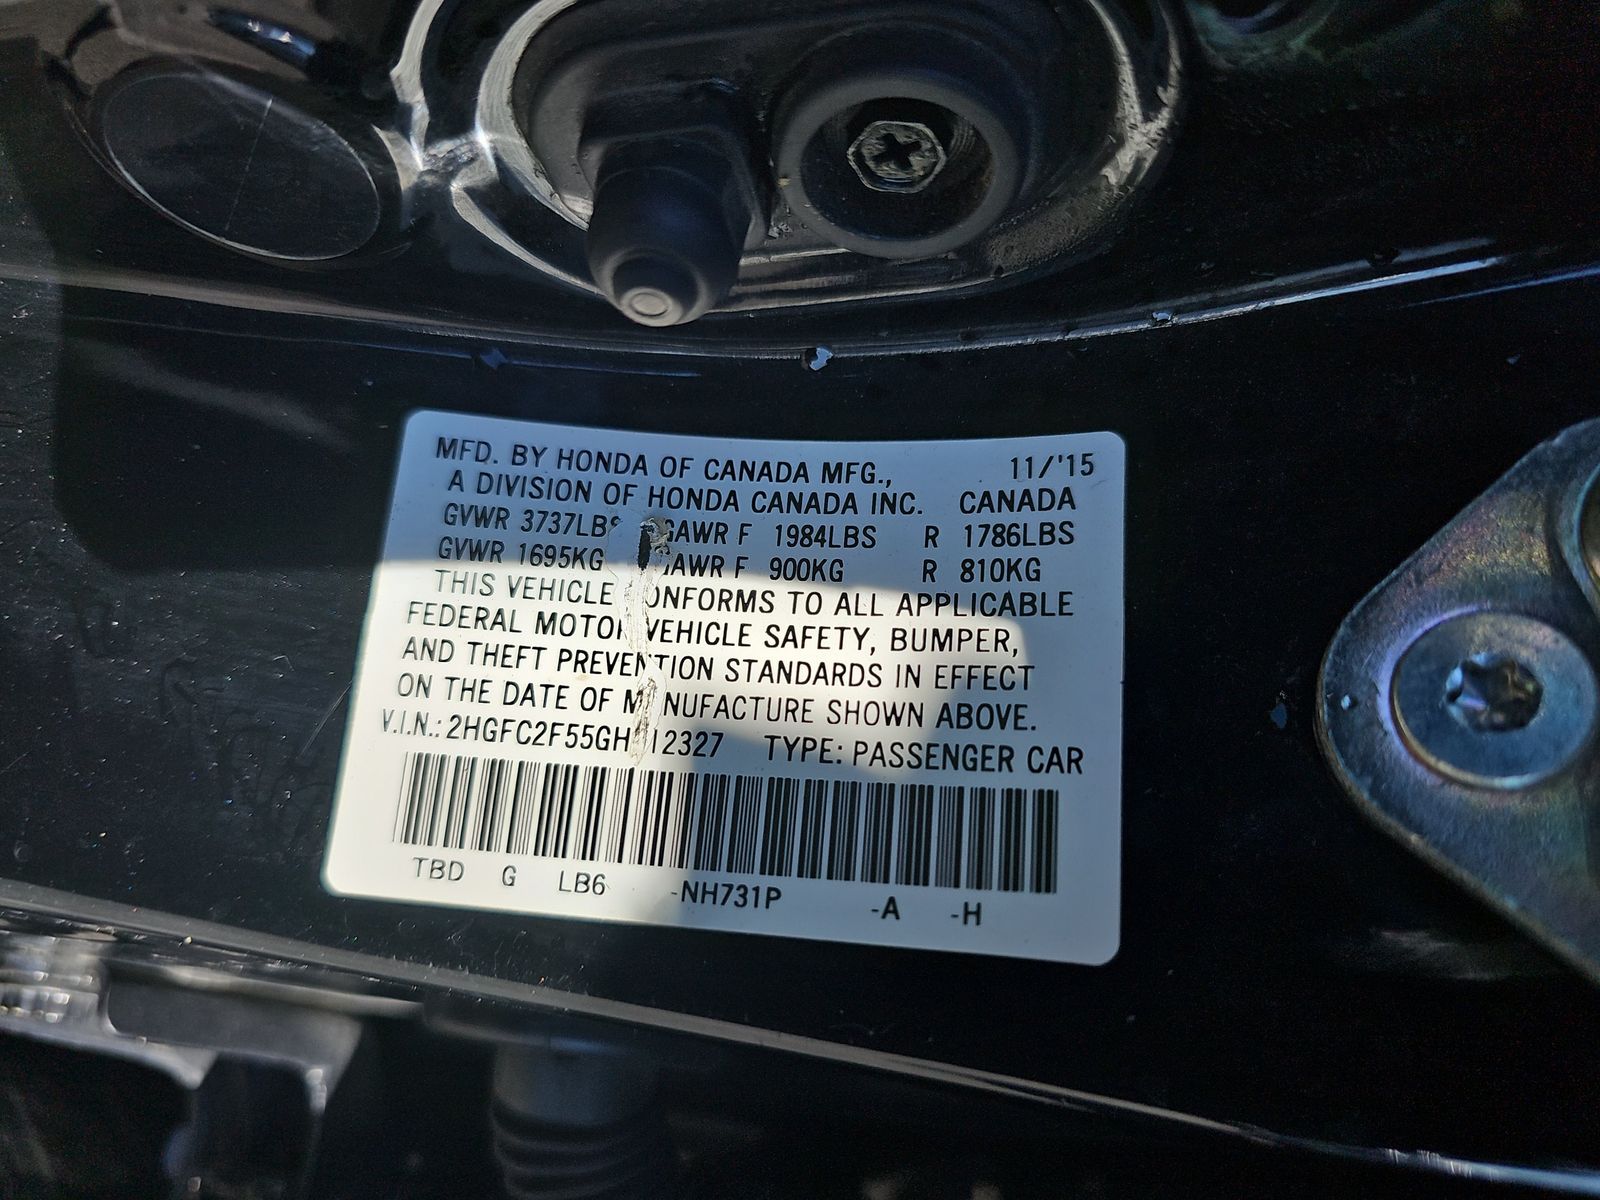 MFD. BY HONDA OF CANADA MFG., 11/'15
A DIVISION OF HONDA CANADA INC. CANADA
GVWR 3737LBS GAWR F 1984LBS R 1786LBS
GVWR 1695KG GAWR F 900KG R 810KG
THIS VEHICLE CONFORMS TO ALL APPLICABLE
FEDERAL MOTOR VEHICLE SAFETY, BUMPER,
AND THEFT PREVENTION STANDARDS IN EFFECT
ON THE DATE OF MANUFACTURE SHOWN ABOVE.
V.I.N.: TYPE: PASSENGER CAR
TBD G LB6 -NH731P -A -H